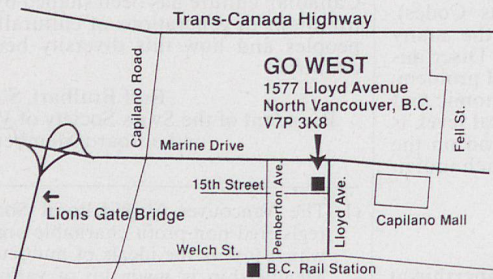 Trans-Canada Highway
Capilano Road
GO WEST
1577 Lloyd Avenue
North Vancouver, B.C.
V7P 3K8
Fell St.
Marine Drive
15th Street
Pemberton Ave.
Lloyd Ave.
Capilano Mall
Lions Gate/Bridge
Welch St.
B.C. Rail Station